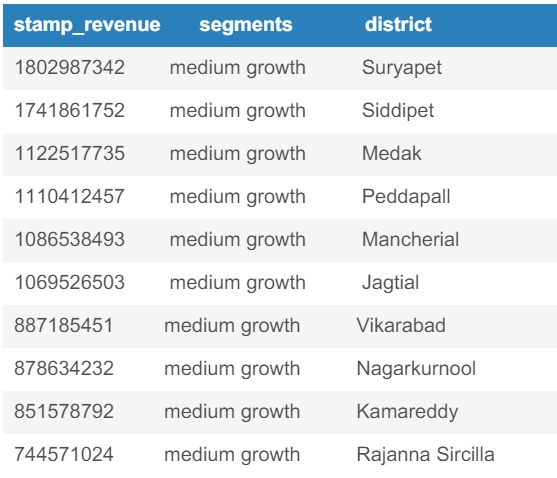 stamp_revenue segments district
1802987342 medium growth Suryapet
1741861752 medium growth Siddipet
1122517735 medium growth Medak
1110412457 medium growth Peddapall
1086538493 medium growth Mancherial
1069526503 medium growth Jagtial
887185451 medium growth Vikarabad
878634232 medium growth Nagarkurnool
851578792 medium growth Kamareddy
744571024 medium growth Rajanna Sircilla